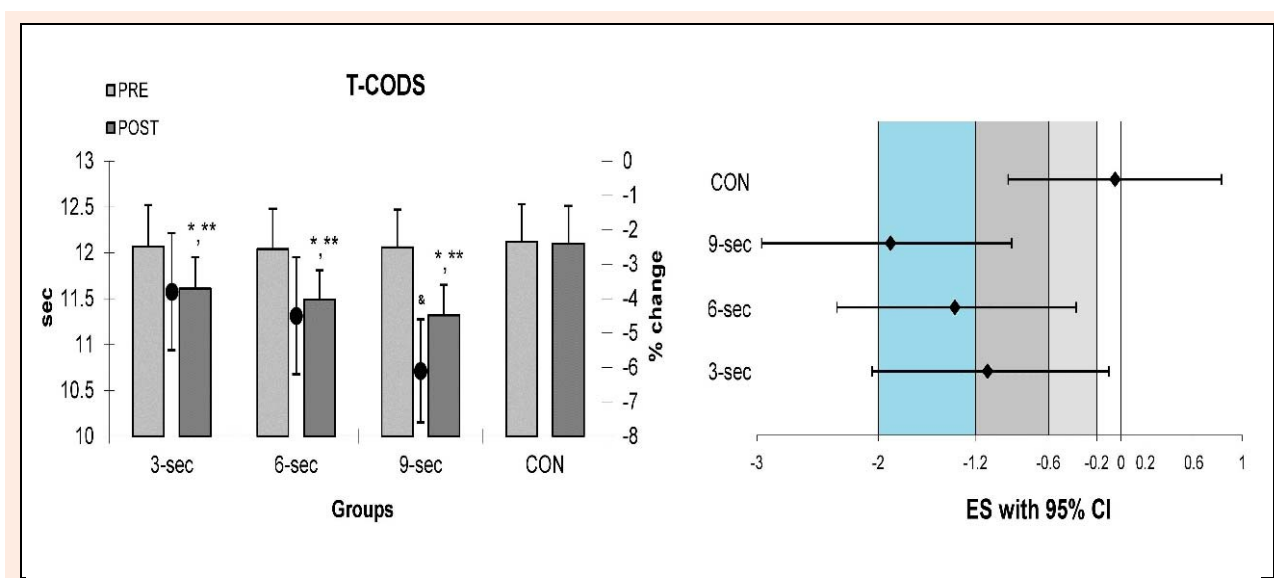 T-CODS
PRE
POST
13
12.5
12
11.5
11
10.5
10
sec
0
-1
-2
-3
-4
-5
-6
-7
-8
% change
*,**
*,**
&
*,**
3-sec
6-sec
9-sec
CON
Groups
CON
9-sec
6-sec
3-sec
-3
-2
-1.2
-0.6
-0.2
0
0.2
0.6
1
ES with 95% CI